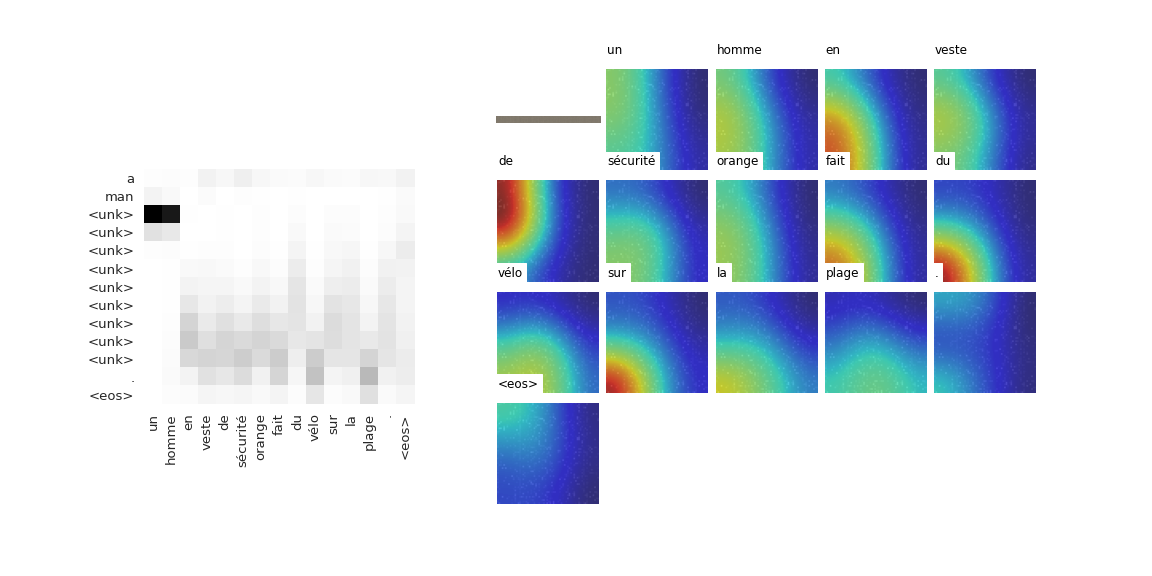 a
man
<unk>
<unk>
<unk>
<unk>
<unk>
<unk>
<unk>
<unk>
<unk>
.
<eos>
un
homme
en
veste
de
sécurité
orange
fait
du
vélo
sur
la
plage
.
<eos>
un homme en veste
de sécurité orange fait du
vélo sur la plage .
<eos>